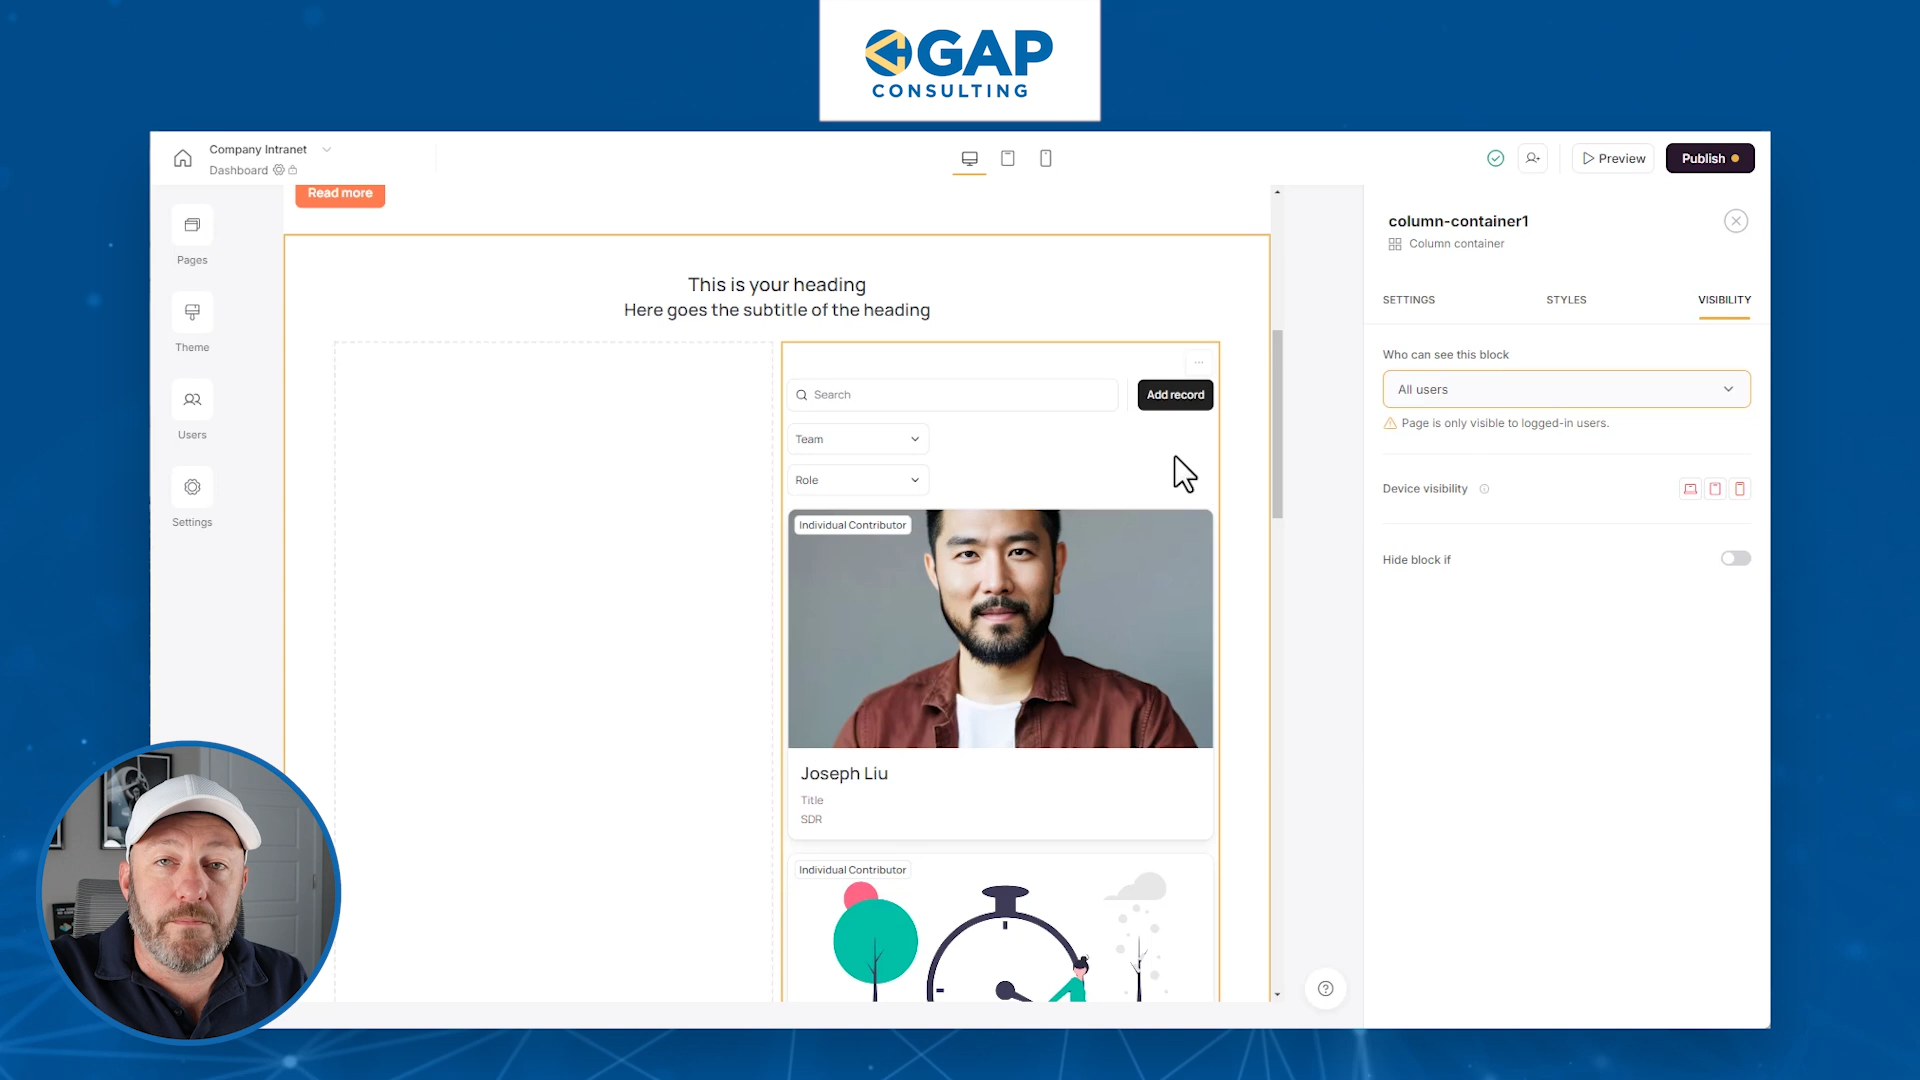 GAP
CONSULTING
Company Intranet
Dashboard
Preview
Publish
Read more
Pages
Theme
Users
Settings
This is your heading
Here goes the subtitle of the heading
Search
Add record
Team
Role
Individual Contributor
Joseph Liu
Title
SDR
Individual Contributor
column-container1
Column container
SETTINGS
STYLES
VISIBILITY
Who can see this block
All users
Page is only visible to logged-in users.
Device visibility
Hide block if